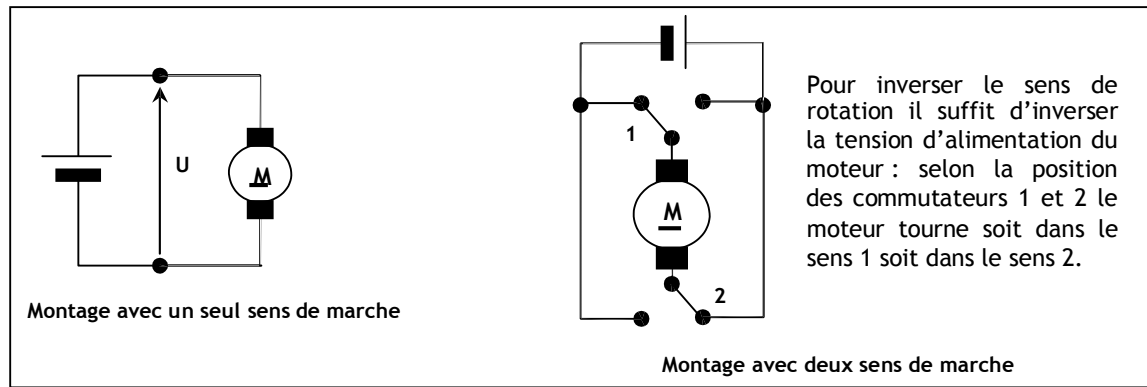 U
M
Montage avec un seul sens de marche
1
M
2
Montage avec deux sens de marche
Pour inverser le sens de
rotation il suffit d’inverser
la tension d’alimentation du
moteur : selon la position
des commutateurs 1 et 2 le
moteur tourne soit dans le
sens 1 soit dans le sens 2.